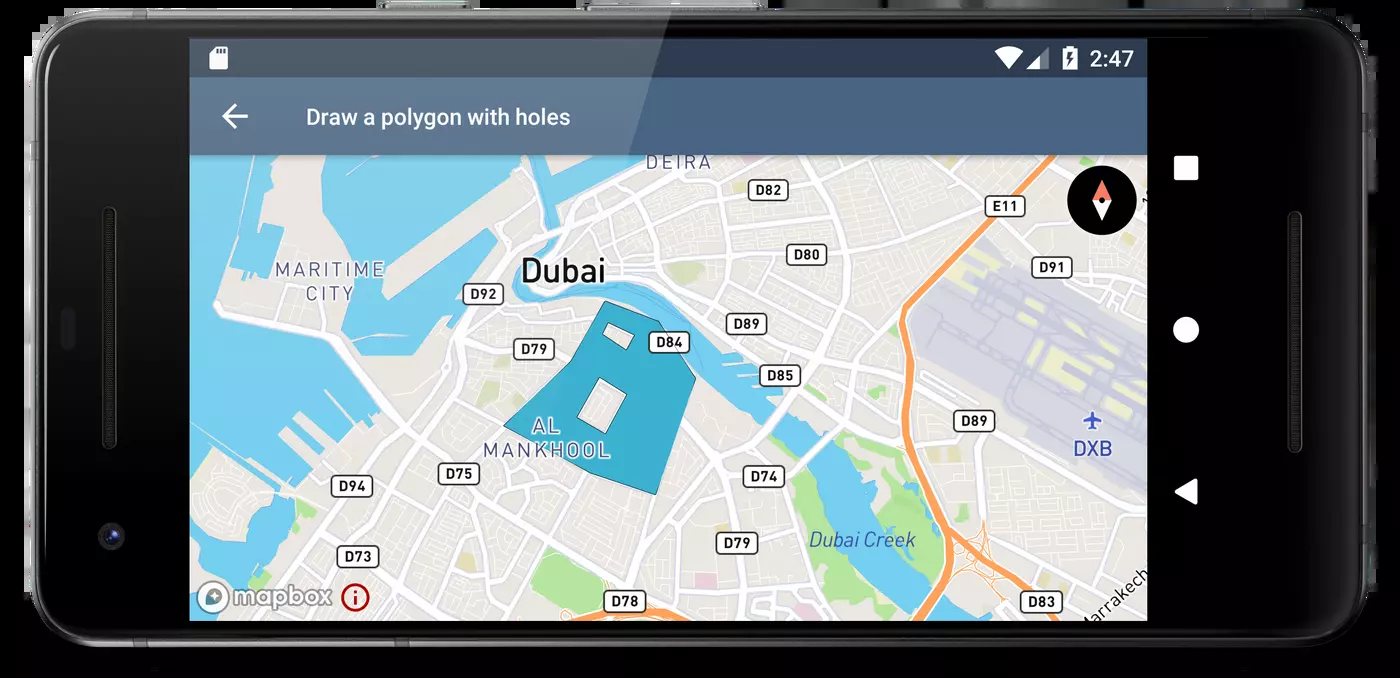 2:47
Draw a polygon with holes
DEIRA
D82
E11
D80
D91
MARITIME
CITY
Dubai
D92
D89
D84
D79
D85
D89
AL
MANKHOOL
DXB
D75
D74
D94
Dubai Creek
D79
D73
mapbox
i
D78
D83
Marrakech